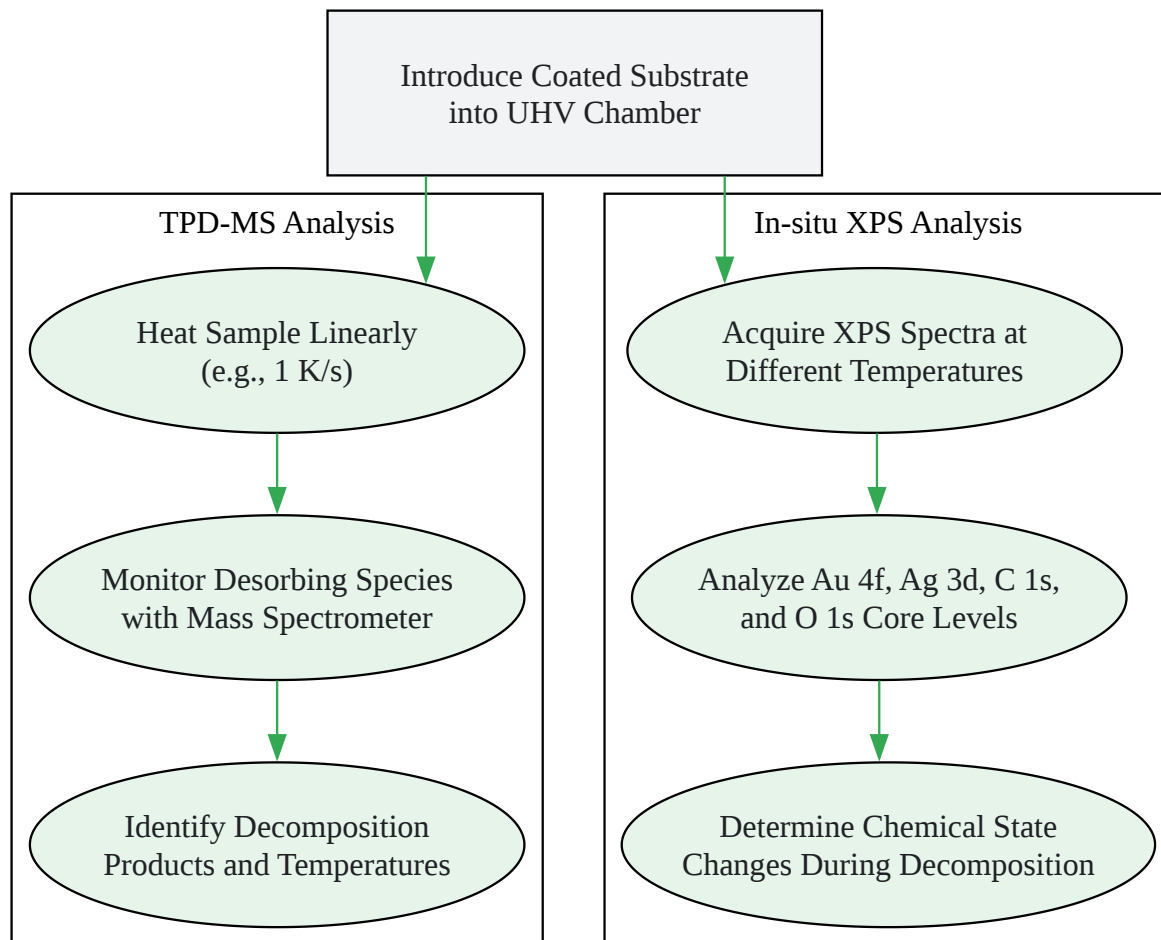 Introduce Coated Substrate
into UHV Chamber
TPD-MS Analysis
Heat Sample Linearly
(e.g., 1 K/s)
Monitor Desorbing Species
with Mass Spectrometer
Identify Decomposition
Products and Temperatures
In-situ XPS Analysis
Acquire XPS Spectra at
Different Temperatures
Analyze Au 4f, Ag 3d, C 1s,
and O 1s Core Levels
Determine Chemical State
Changes During Decomposition